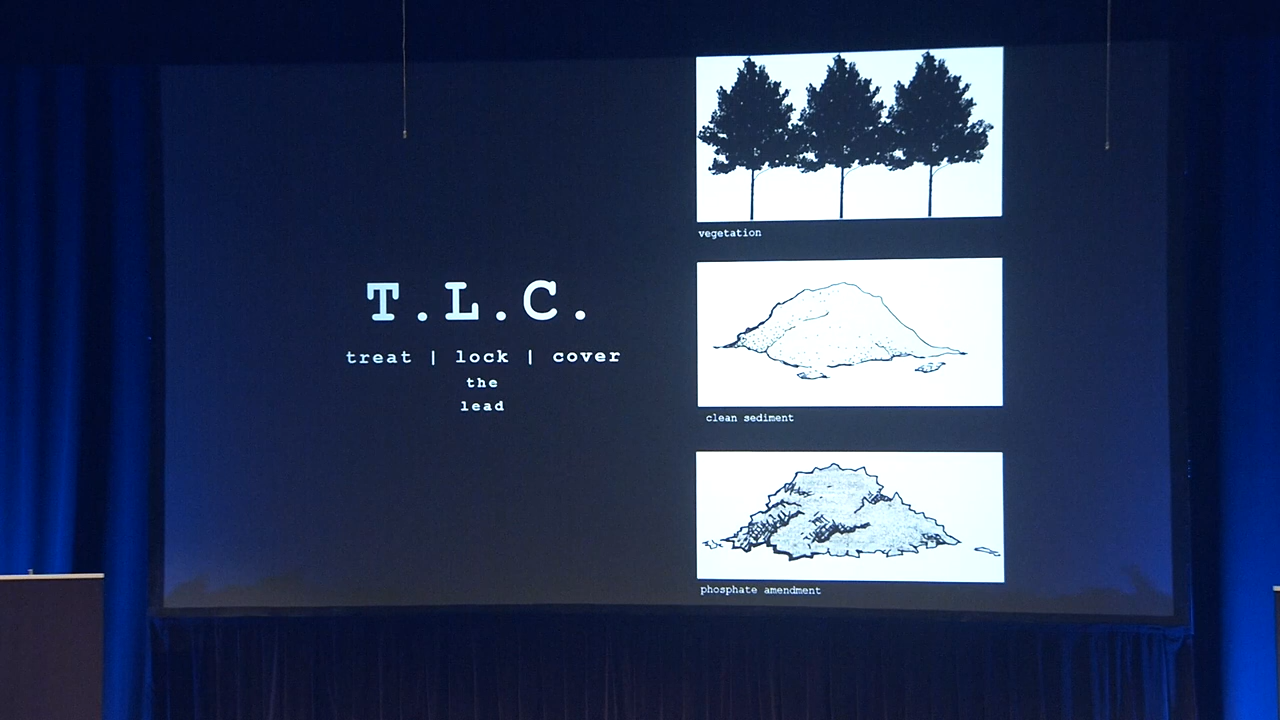 T.L.C.
treat | lock | cover
the
lead
vegetation
clean sediment
phosphate amendment